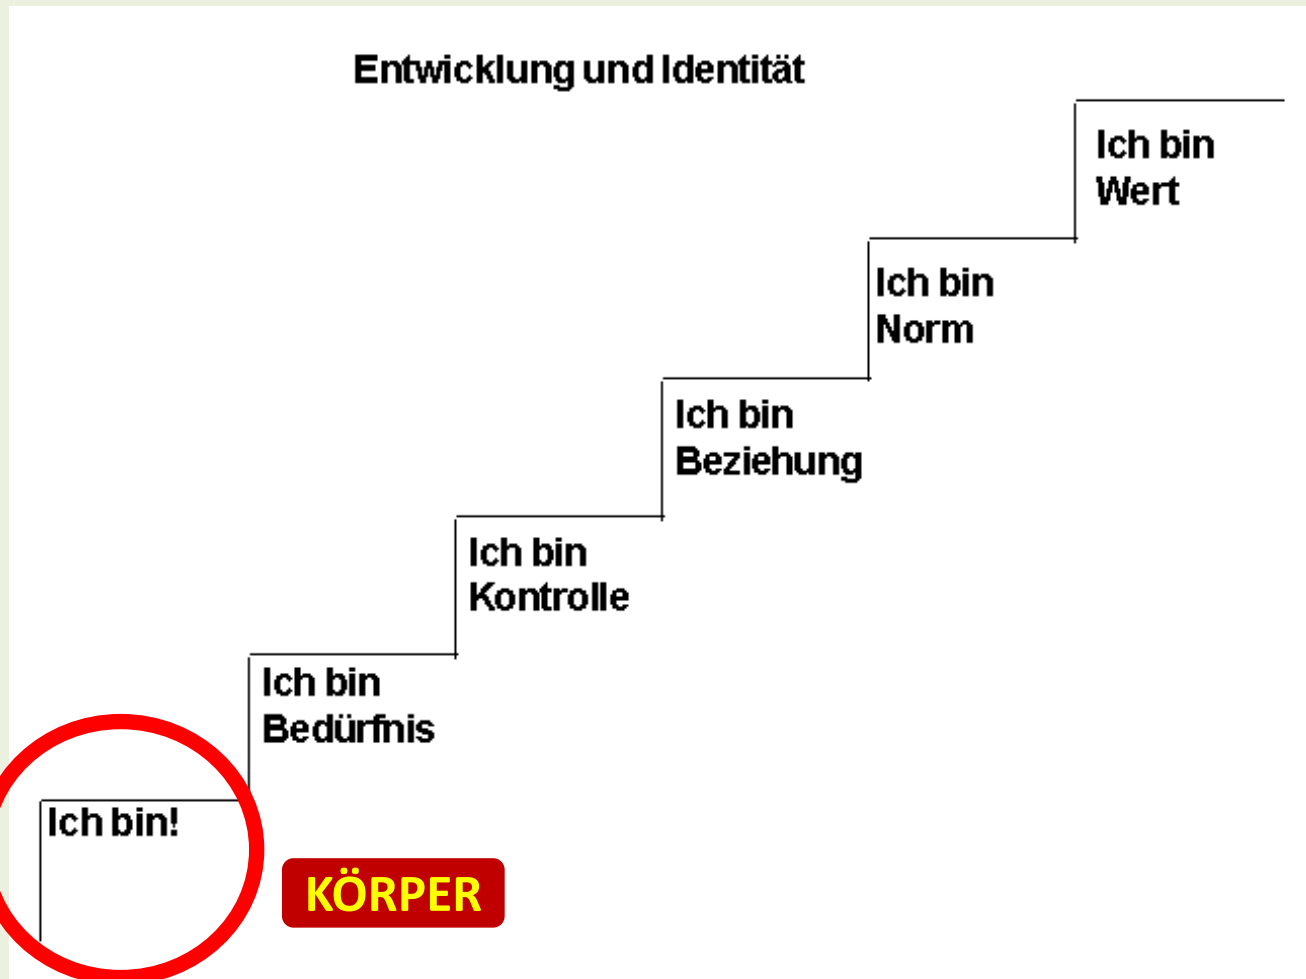 Entwicklung und Identität
Ich bin
Wert
Ich bin
Norm
Ich bin
Beziehung
Ich bin
Kontrolle
Ich bin
Bedürfnis
Ich bin!
KÖRPER